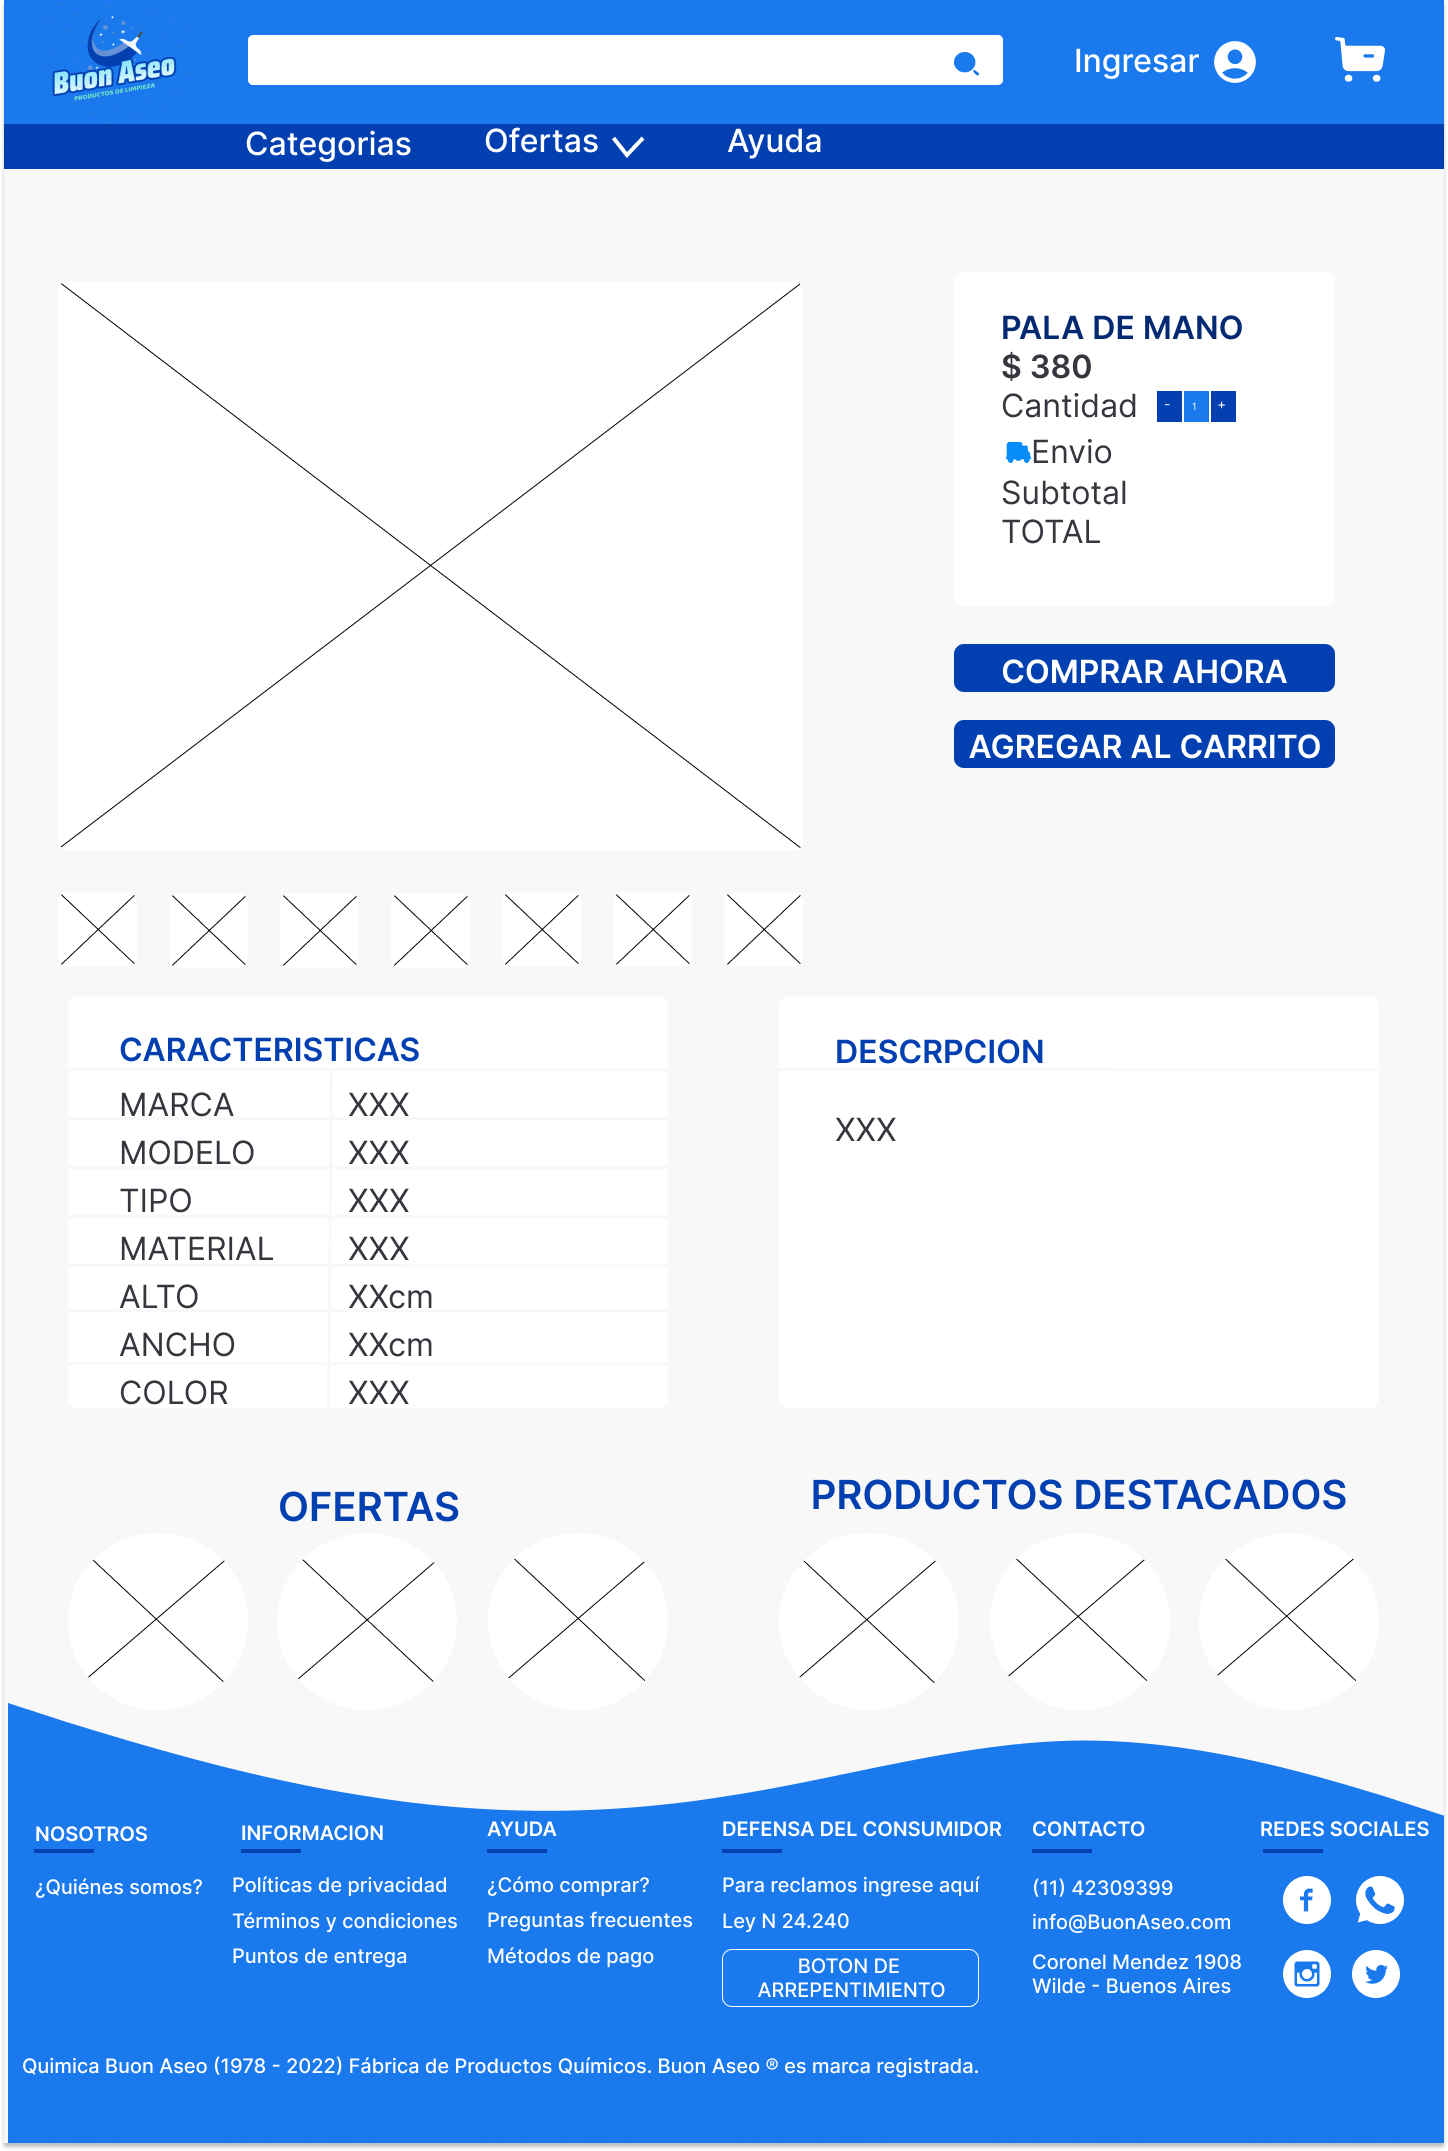 Buon Aseo
PRODUCTOS DE LIMPIEZA
Ingresar
Categorias
Ofertas
Ayuda
PALA DE MANO
$ 380
Cantidad - 1 +
Envio
Subtotal
TOTAL
COMPRAR AHORA
AGREGAR AL CARRITO
CARACTERISTICAS
MARCA XXX
MODELO XXX
TIPO XXX
MATERIAL XXX
ALTO XXcm
ANCHO XXcm
COLOR XXX
DESCRPCION
XXX
OFERTAS
PRODUCTOS DESTACADOS
NOSOTROS
¿Quiénes somos?
INFORMACION
Políticas de privacidad
Términos y condiciones
Puntos de entrega
AYUDA
¿Cómo comprar?
Preguntas frecuentes
Métodos de pago
DEFENSA DEL CONSUMIDOR
Para reclamos ingrese aquí
Ley N 24.240
BOTON DE
ARREPENTIMIENTO
CONTACTO
(11) 42309399
info@BuonAseo.com
Coronel Mendez 1908
Wilde - Buenos Aires
REDES SOCIALES
Quimica Buon Aseo (1978 - 2022) Fábrica de Productos Químicos. Buon Aseo ® es marca registrada.